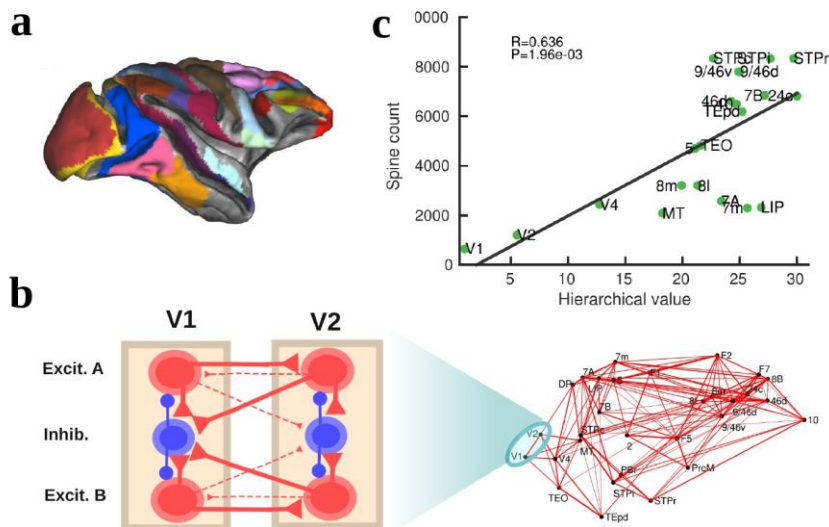 a
c
R=0.636
P=1.96e-03
0000
8000
6000
4000
2000
0
5
10
15
20
25
30
Spine count
Hierarchical value
STPi
STPr
9/46v
9/46d
46d
7B
24c
TEpd
5
TEO
8m
8l
V4
7A
MT
7m
LIP
V2
V1
b
V1
V2
Excit. A
Inhib.
Excit. B
7m
F2
7A
F7
DP
LIP
8B
24c
8m
8l
46d
7B
9/46d
9/46v
10
V2
STPc
F5
2
V1
V4
MT
PBr
ProM
TEO
STPi
STPr
TEpd